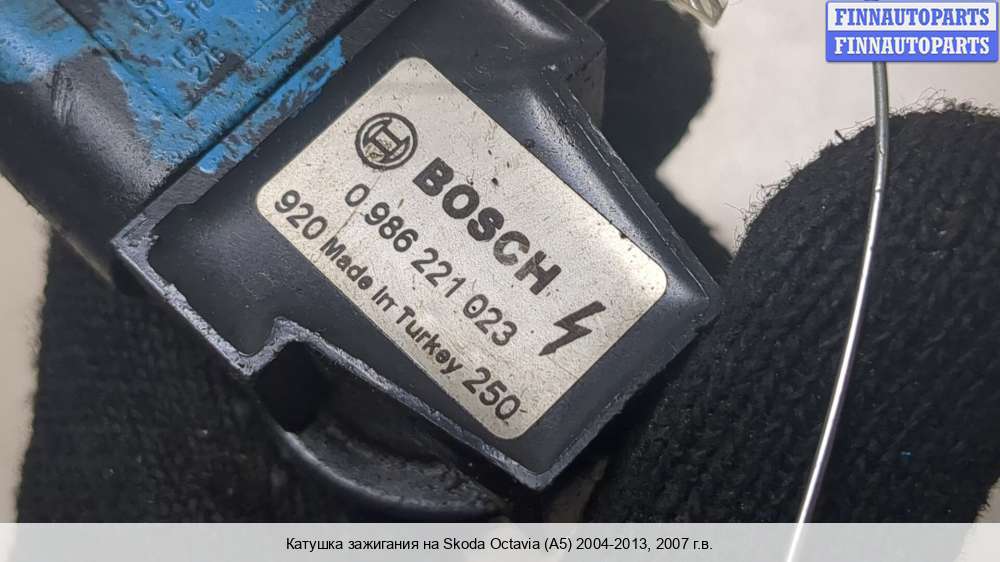 FINNAUTOPARTS
FINNAUTOPARTS
BOSCH
0 986 221 023
920 Made In Turkey 250
Катушка зажигания на Skoda Octavia (A5) 2004-2013, 2007 г.в.